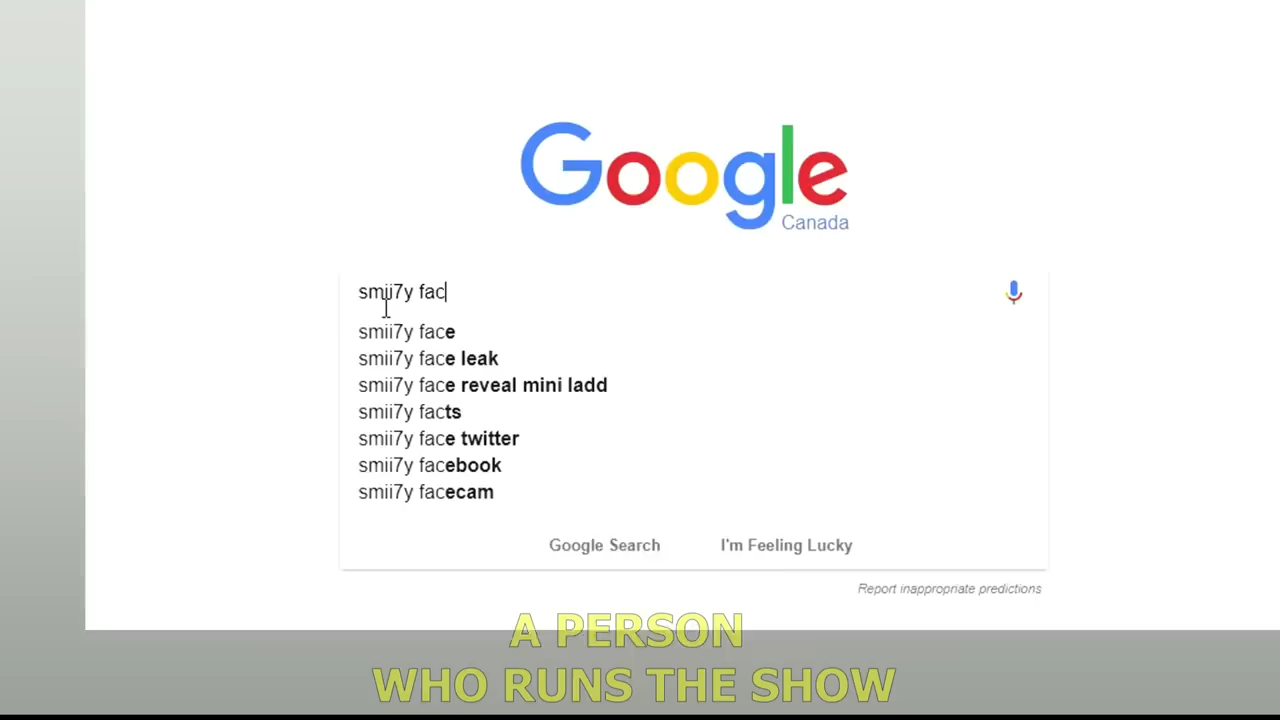 Google
Canada
smii7y fac
smii7y face
smii7y face leak
smii7y face reveal mini ladd
smii7y facts
smii7y face twitter
smii7y facebook
smii7y facecam
Google Search I'm Feeling Lucky
Report inappropriate predictions
A PERSON
WHO RUNS THE SHOW